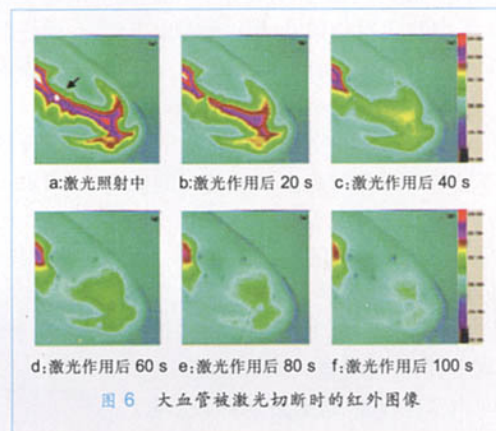 a:激光照射中 b:激光作用后 20 s c:激光作用后 40 s
d:激光作用后 60 s e:激光作用后 80 s f:激光作用后 100 s
图 6 大血管被激光切断时的红外图像